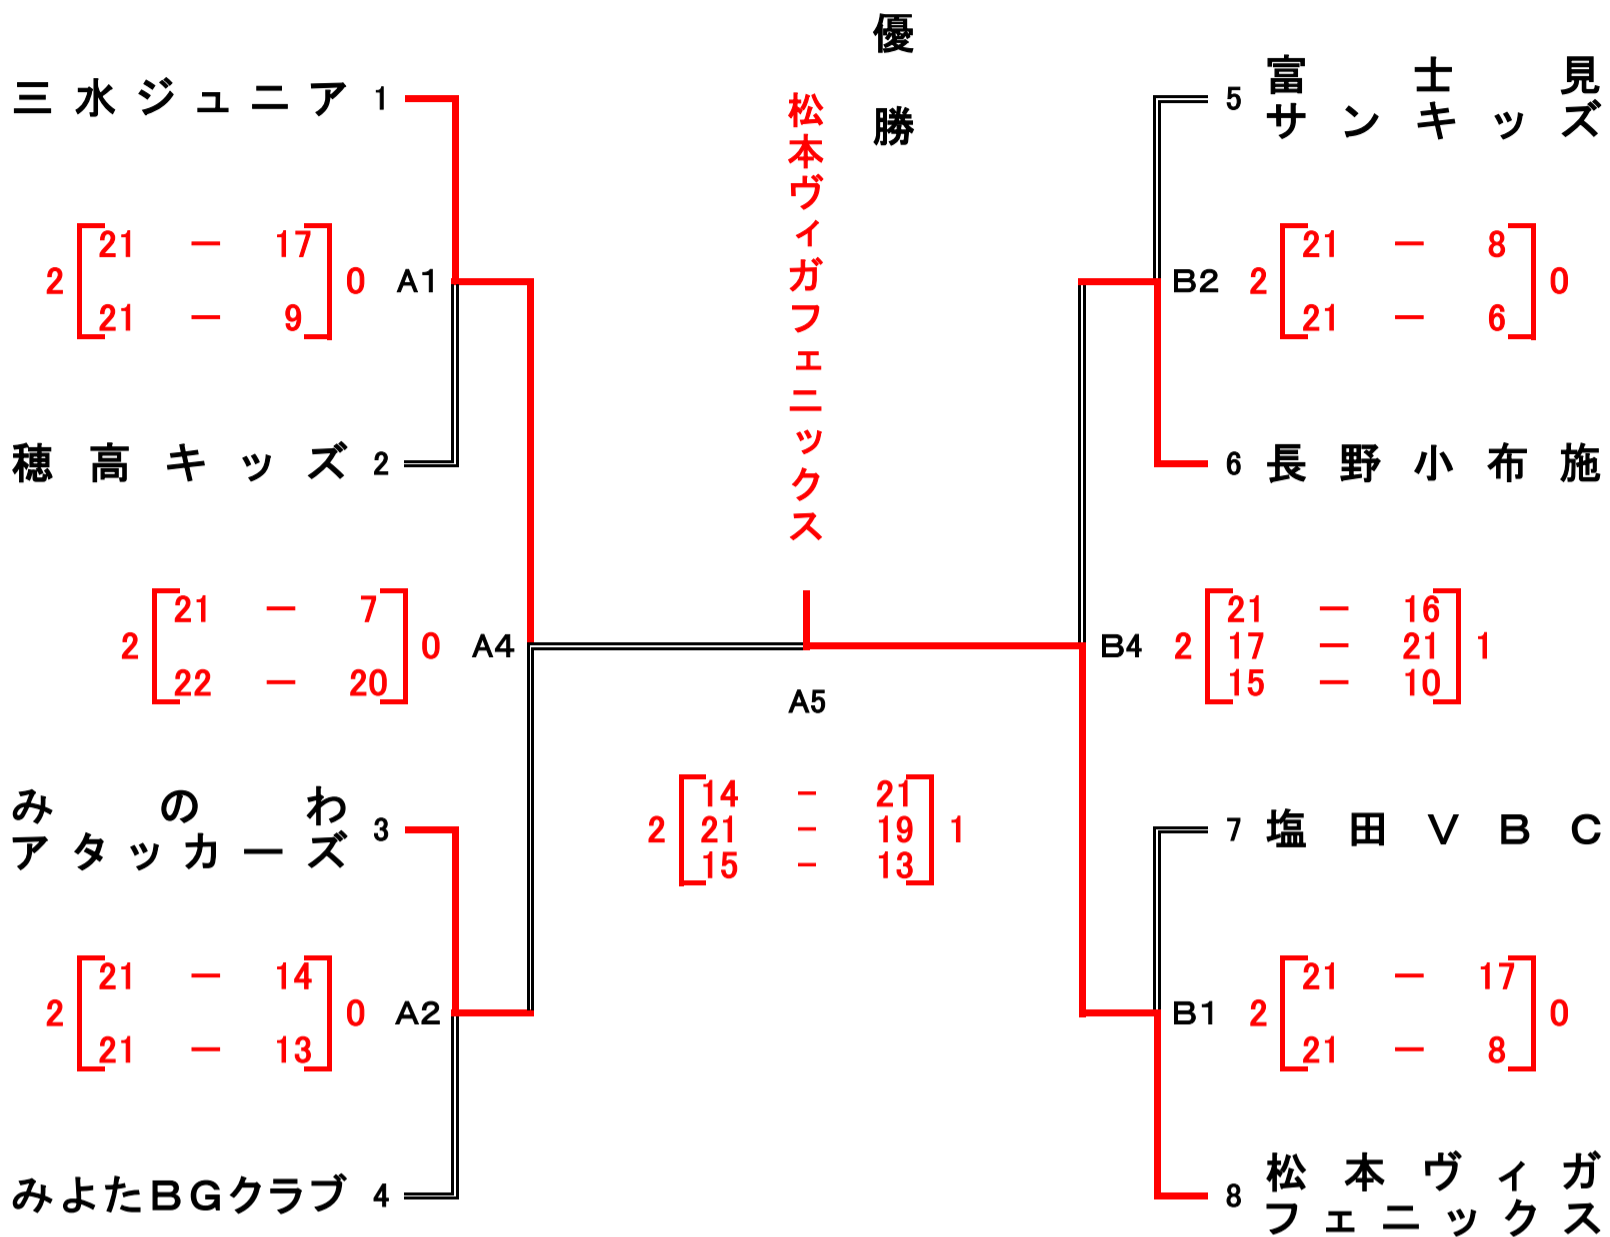 優勝
松本ヴィガフェニックス
三水ジュニア 1
2 21 － 17 0
21 － 9
A1
穂高キッズ 2
2 21 － 7 0
22 － 20
A4
みのわ
アタッカーズ 3
2 21 － 14 0
21 － 13
A2
みよたBGクラブ 4
A5
14 － 21
2 21 － 19 1
15 － 13
5 富士見
サンキッズ
B2
2 21 － 8 0
21 － 6
6 長野小布施
B4
21 － 16
2 17 － 21 1
15 － 10
7 塩田VBC
B1
2 21 － 17 0
21 － 8
8 松本ヴィガ
フェニックス